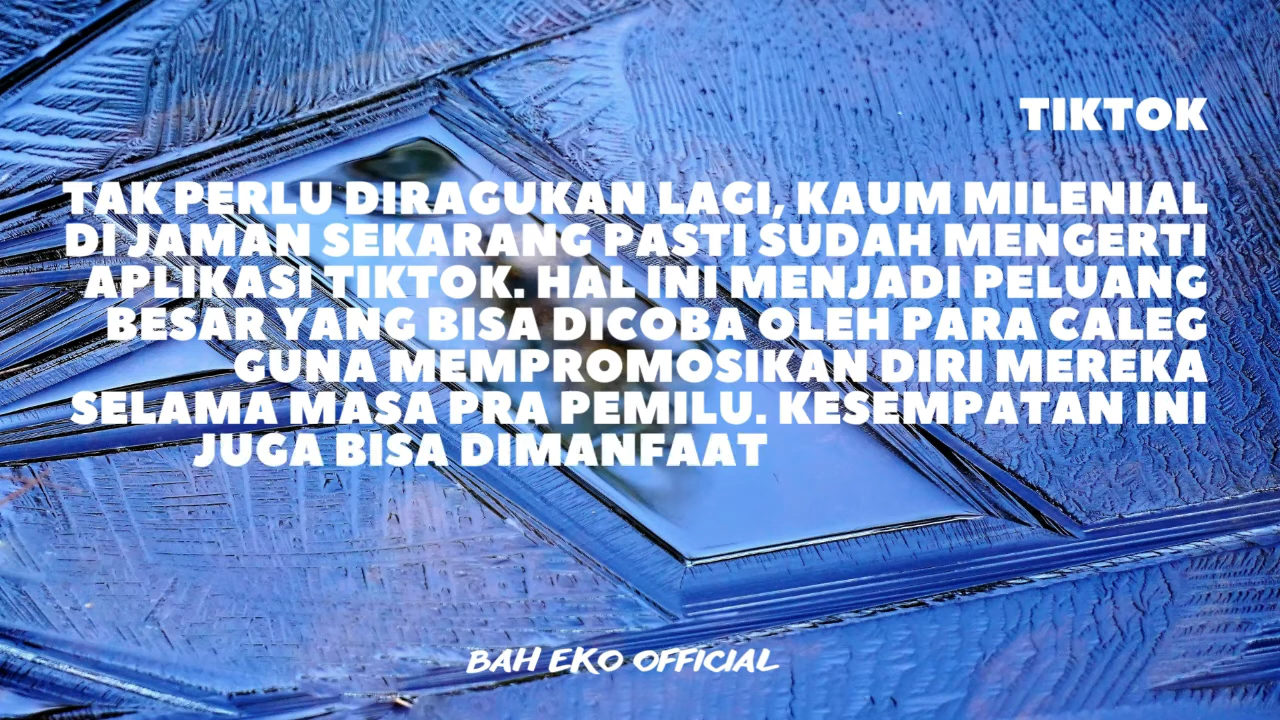 TIKTOK
TAK PERLU DIRAGUKAN LAGI, KAUM MILENIAL
DI JAMAN SEKARANG PASTI SUDAH MENGERTI
APLIKASI TIKTOK. HAL INI MENJADI PELUANG
BESAR YANG BISA DICOBA OLEH PARA CALEG
GUNA MEMPROMOSIKAN DIRI MEREKA
SELAMA MASA PRA PEMILU. KESEMPATAN INI
JUGA BISA DIMANFAAT
BAH EKO OFFICIAL